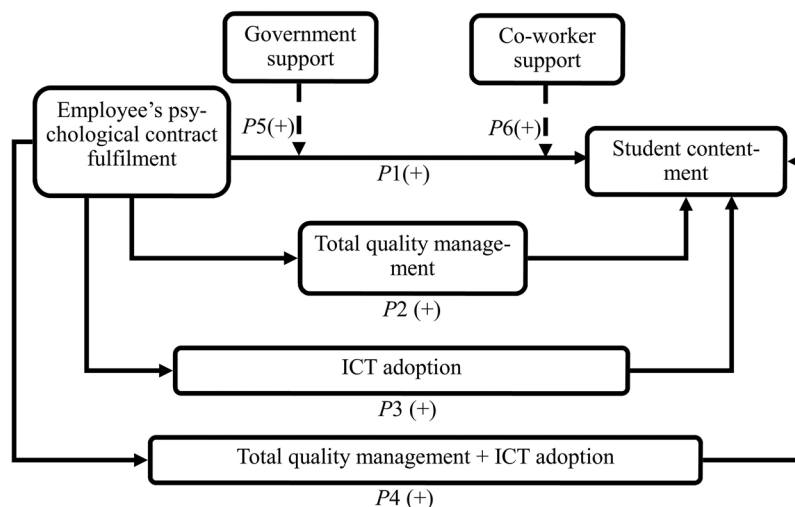 Government
support
Co-worker
support
Employee’s psy-
chological contract
fulfilment
P5(+)
P6(+)
P1(+)
Student content-
ment
Total quality manage-
ment
P2 (+)
ICT adoption
P3 (+)
Total quality management + ICT adoption
P4 (+)